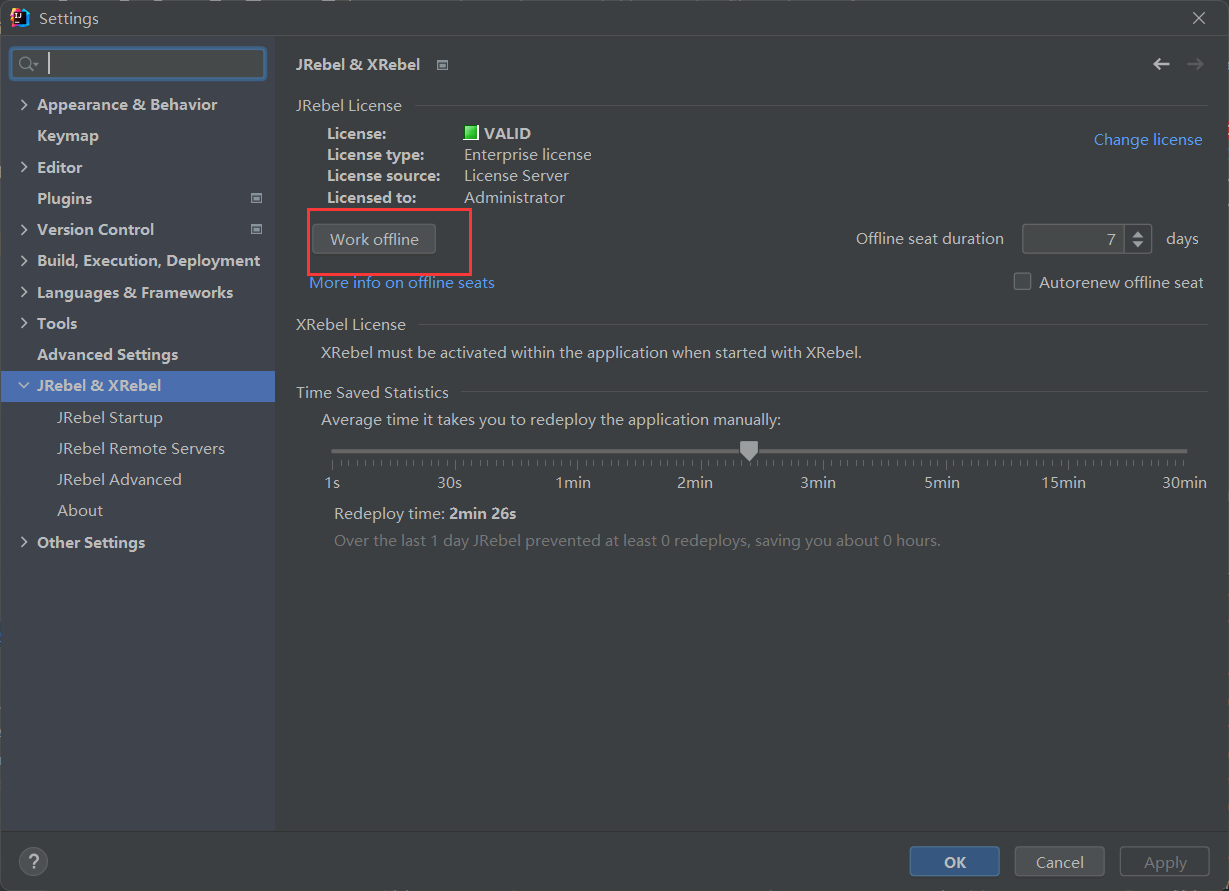 Settings
JRebel & XRebel
Appearance & Behavior
Keymap
Editor
Plugins
Version Control
Build, Execution, Deployment
Languages & Frameworks
Tools
Advanced Settings
JRebel & XRebel
JRebel Startup
JRebel Remote Servers
JRebel Advanced
About
Other Settings
JRebel License
License: VALID
Change license
License type: Enterprise license
License source: License Server
Licensed to: Administrator
Work offline
Offline seat duration 7 days
More info on offline seats
Autorenew offline seat
XRebel License
XRebel must be activated within the application when started with XRebel.
Time Saved Statistics
Average time it takes you to redeploy the application manually:
1s 30s 1min 2min 3min 5min 15min 30min
Redeploy time: 2min 26s
Over the last 1 day JRebel prevented at least 0 redeploys, saving you about 0 hours.
? OK Cancel Apply